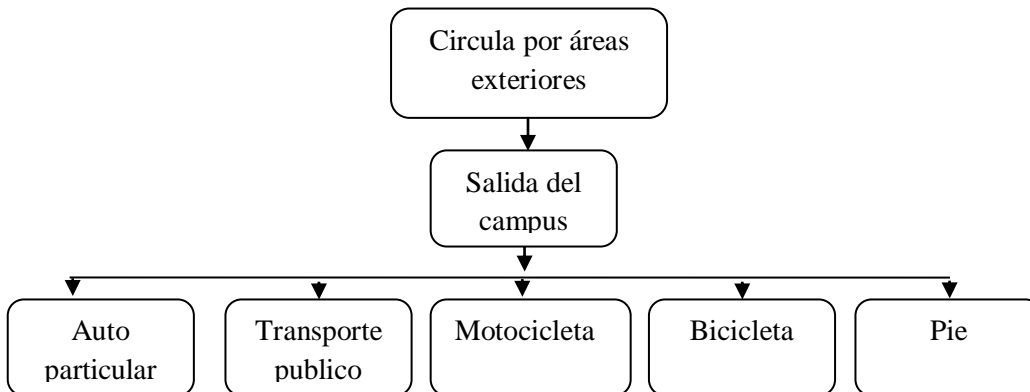 Circula por áreas
exteriores
Salida del
campus
Auto
particular
Transporte
publico
Motocicleta
Bicicleta
Pie